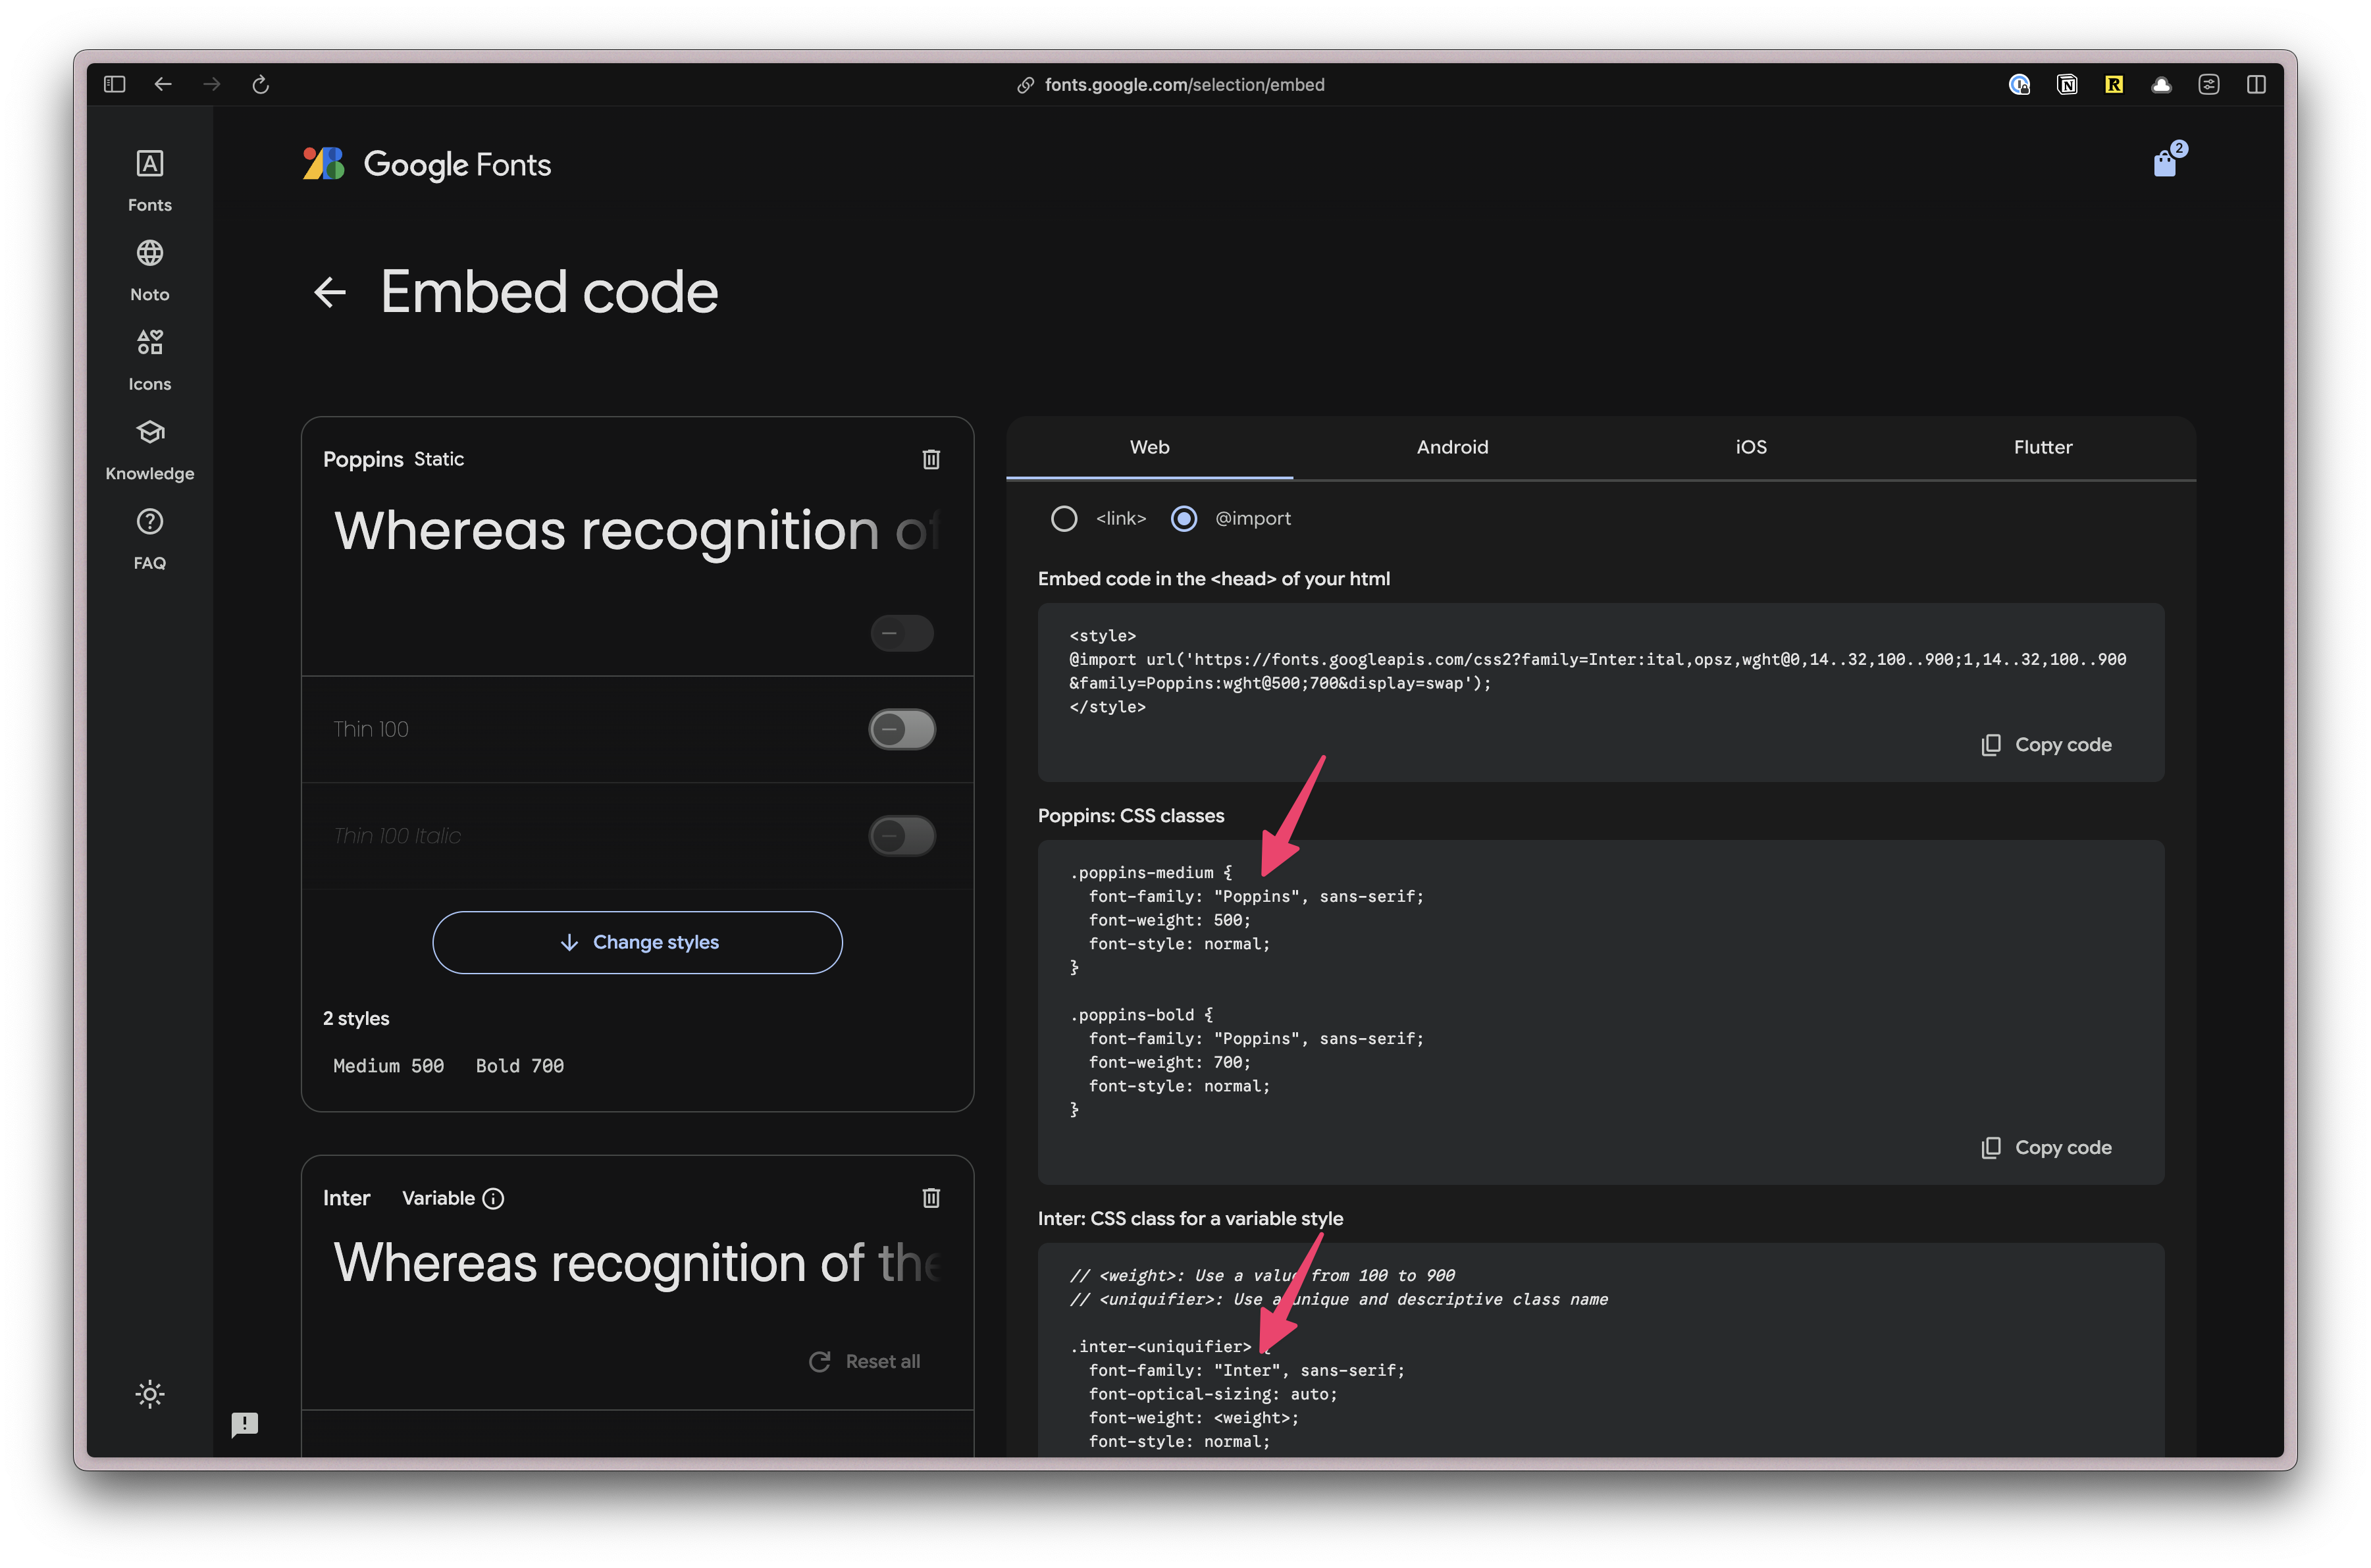 fonts.google.com/selection/embed
Fonts
Noto
Icons
Knowledge
FAQ
Google Fonts
2
Embed code
Poppins Static
Whereas recognition of
Thin 100
Thin 100 Italic
Change styles
2 styles
Medium 500 Bold 700
Inter Variable
Whereas recognition of the
Reset all
Web Android iOS Flutter
<link> @import
Embed code in the <head> of your html
<style>
@import url('https://fonts.googleapis.com/css2?family=Inter:ital,opsz,wght@0,14..32,100..900;1,14..32,100..900
&family=Poppins:wght@500;700&display=swap');
</style>
Copy code
Poppins: CSS classes
.poppins-medium {
font-family: "Poppins", sans-serif;
font-weight: 500;
font-style: normal;
}
.poppins-bold {
font-family: "Poppins", sans-serif;
font-weight: 700;
font-style: normal;
}
Copy code
Inter: CSS class for a variable style
// <weight>: Use a value from 100 to 900
// <uniquifier>: Use a unique and descriptive class name
.inter-<uniquifier> {
font-family: "Inter", sans-serif;
font-optical-sizing: auto;
font-weight: <weight>;
font-style: normal;